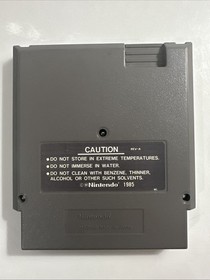 CAUTION
REV-A
• DO NOT STORE IN EXTREME TEMPERATURES.
• DO NOT IMMERSE IN WATER.
• DO NOT CLEAN WITH BENZENE, THINNER,
ALCOHOL OR OTHER SUCH SOLVENTS.
Nintendo 1985